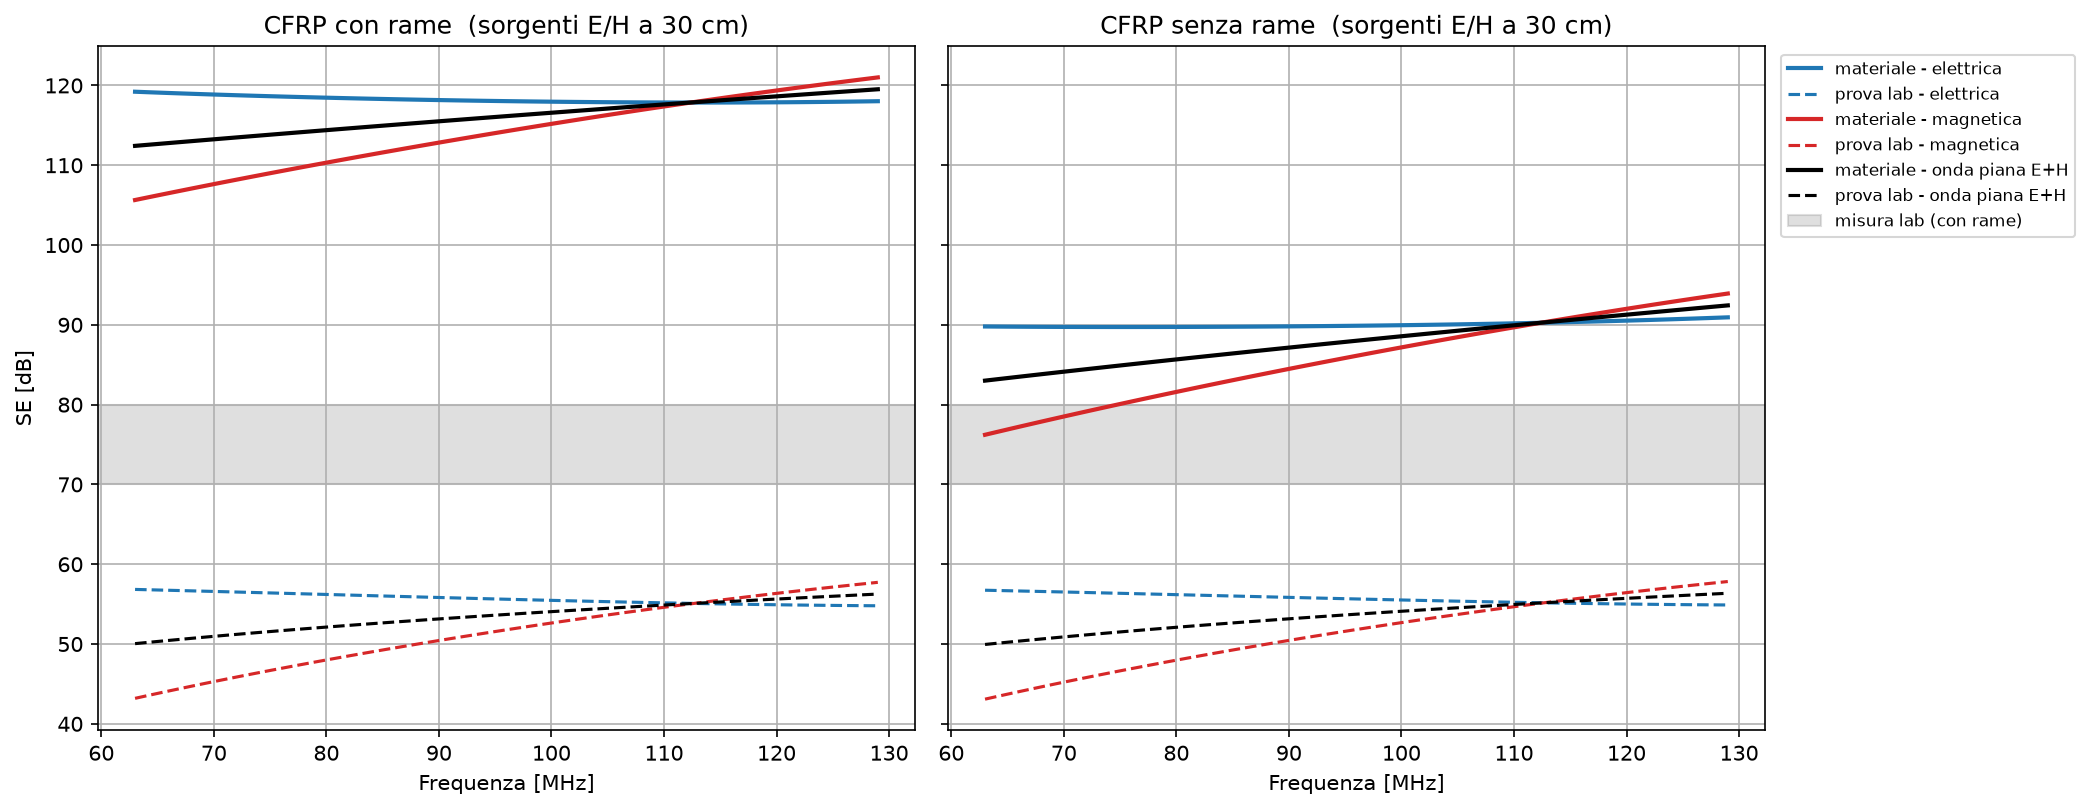 CFRP con rame  (sorgenti E/H a 30 cm)
CFRP senza rame  (sorgenti E/H a 30 cm)
SE [dB]
120
110
100
90
80
70
60
50
40
60 70 80 90 100 110 120 130
60 70 80 90 100 110 120 130
Frequenza [MHz]
Frequenza [MHz]
materiale - elettrica
prova lab - elettrica
materiale - magnetica
prova lab - magnetica
materiale - onda piana E+H
prova lab - onda piana E+H
misura lab (con rame)